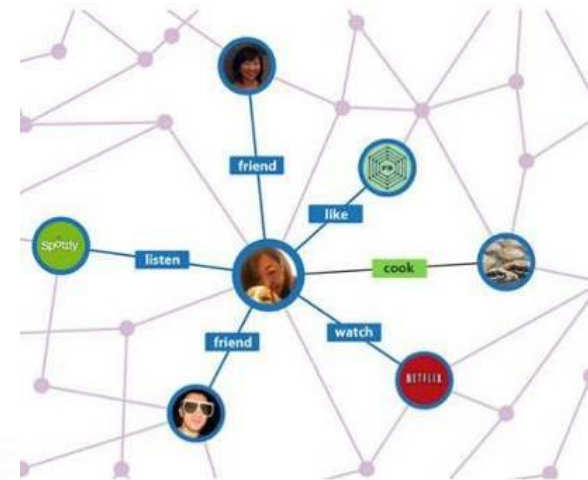 friend
like
Spotify
listen
cook
friend
watch
NETFLIX